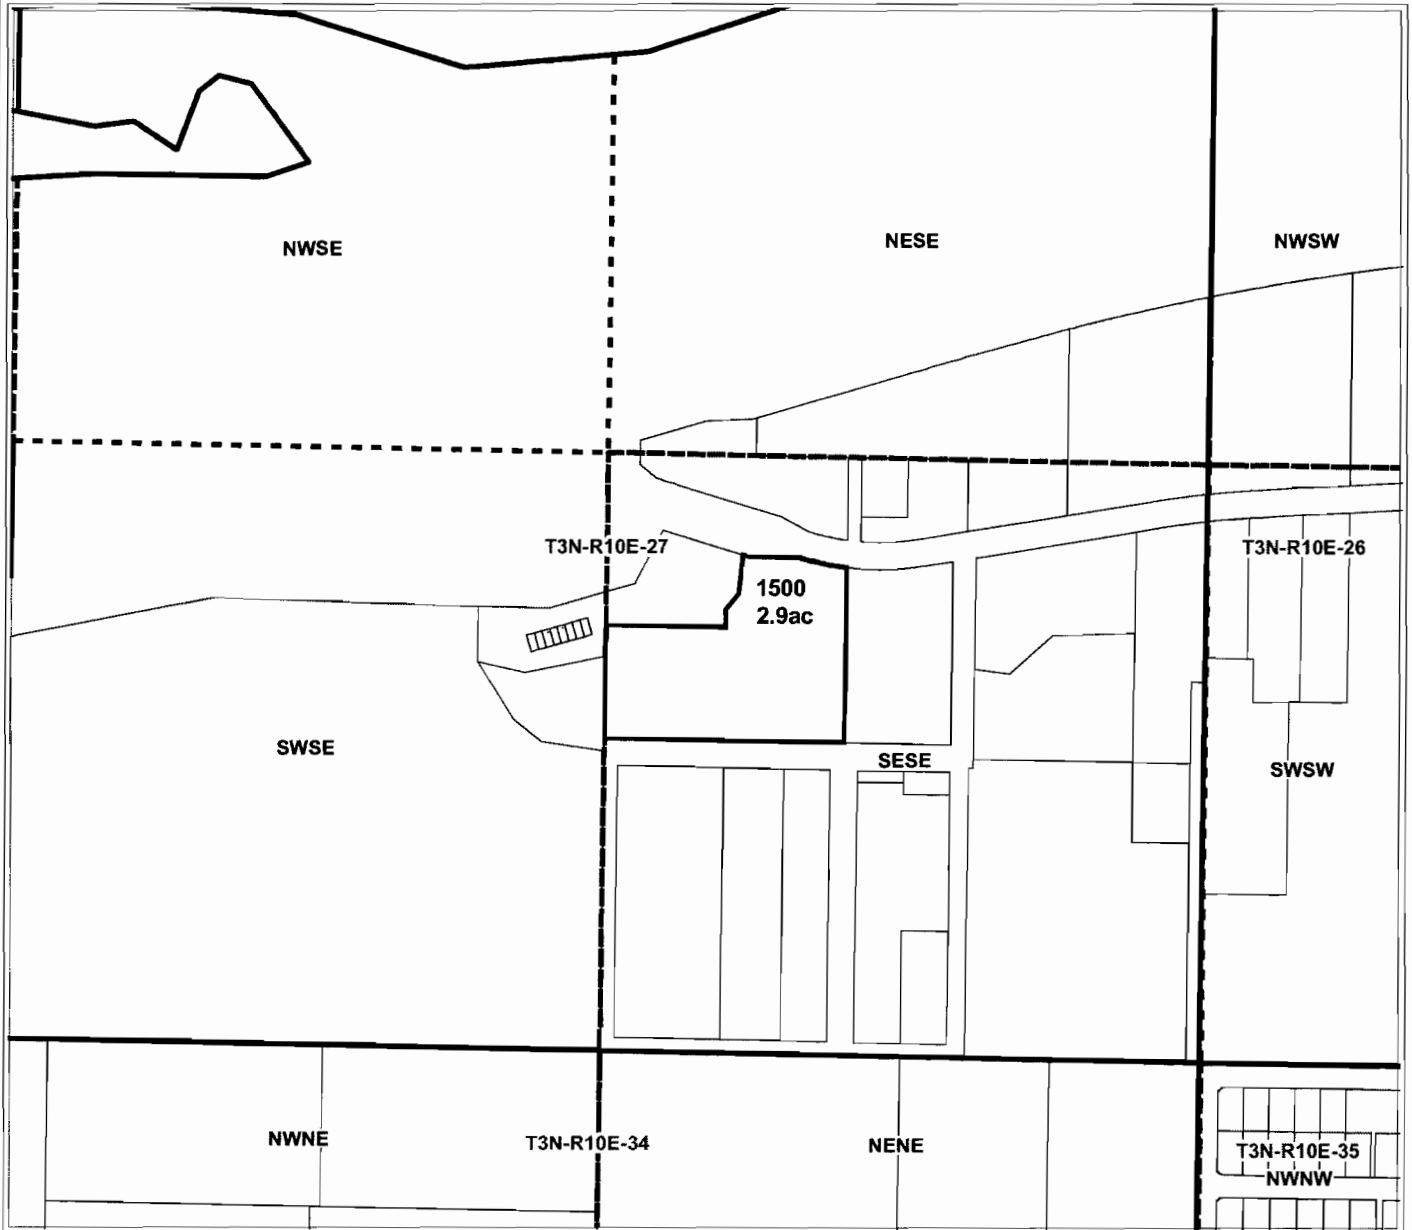 NWSE
NESE
NWSW
T3N-R10E-27
T3N-R10E-26
1500
2.9ac
SWSE
SESE
SWSW
NWNE
T3N-R10E-34
NENE
T3N-R10E-35
NWNW